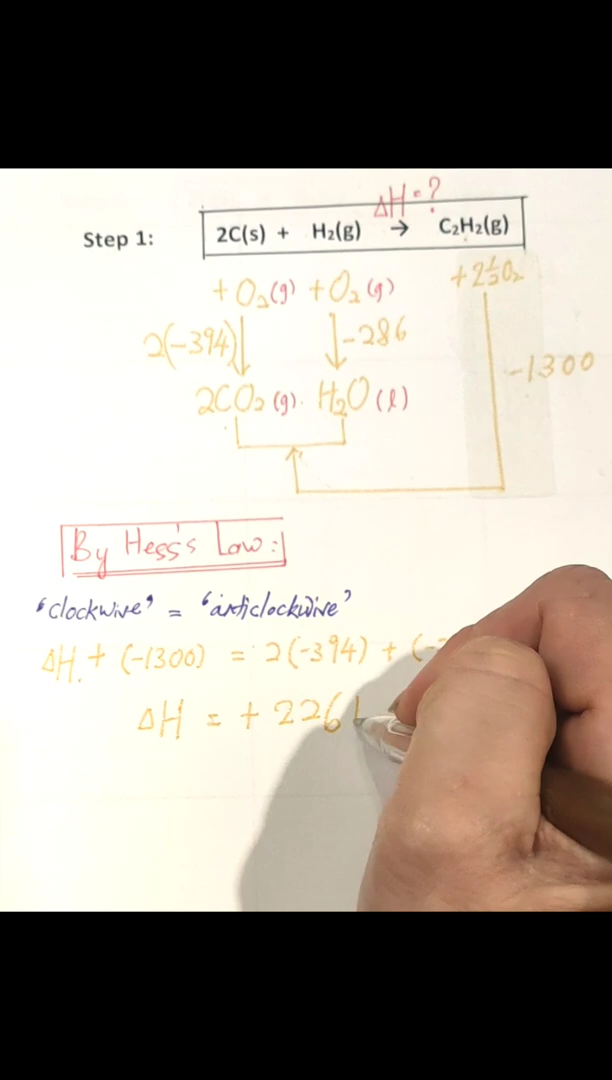 ΔH = ?
Step 1: 2C(s) + H₂(g) → C₂H₂(g)
+ O₂(g) + O₂(g) +2½O₂
2(-394) -286 -1300
2CO₂(g) H₂O(l)
By Hess's Law:
'clockwise' = 'anticlockwise'
ΔH + (-1300) = 2(-394) + (-
ΔH = + 226